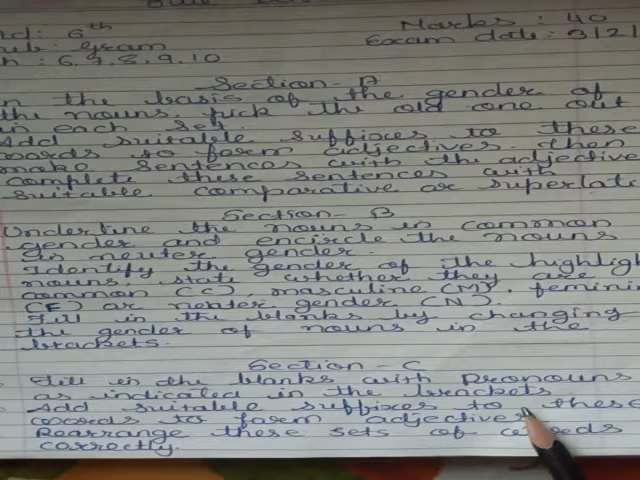 6th Marks : 40
gram Exam date : 3/2/
: 6.7.8.9.10
Section - A
n the basis of the gender of
the nouns, pick the old one out
in each set.
Add suitable suffixes to these
words to form adjectives. Then
make sentences with the adjective
complete these sentences with
suitable comparative or superlat
Section - B
Underline the nouns in common
gender and encircle the nouns
is neuter gender.
Identify the gender of the highlig
nouns, state whether they are
common (C) masculine (M), feminin
(F) or neuter gender (N).
Fill in the blanks by changing
the gender of nouns in the
brackets.
Section - C
Fill in the blanks with pronouns
as indicated in the brackets
Add suitable suffixes to these
words to form adjectives
Rearrange these sets of words
correctly.